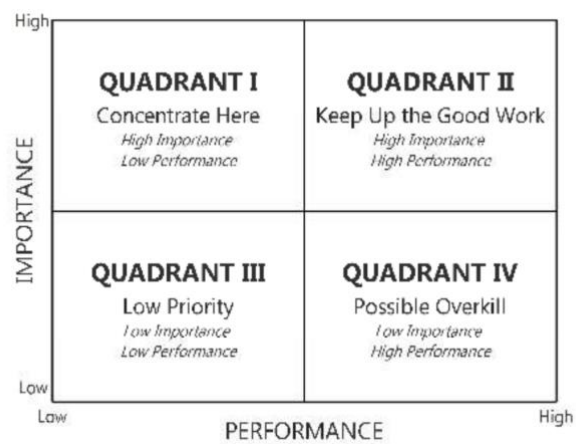 High
QUADRANT I
Concentrate Here
High Importance
Low Performance
QUADRANT II
Keep Up the Good Work
High Importance
High Performance
IMPORTANCE
QUADRANT III
Low Priority
Low Importance
Low Performance
QUADRANT IV
Possible Overkill
Low Importance
High Performance
Low
Low
High
PERFORMANCE